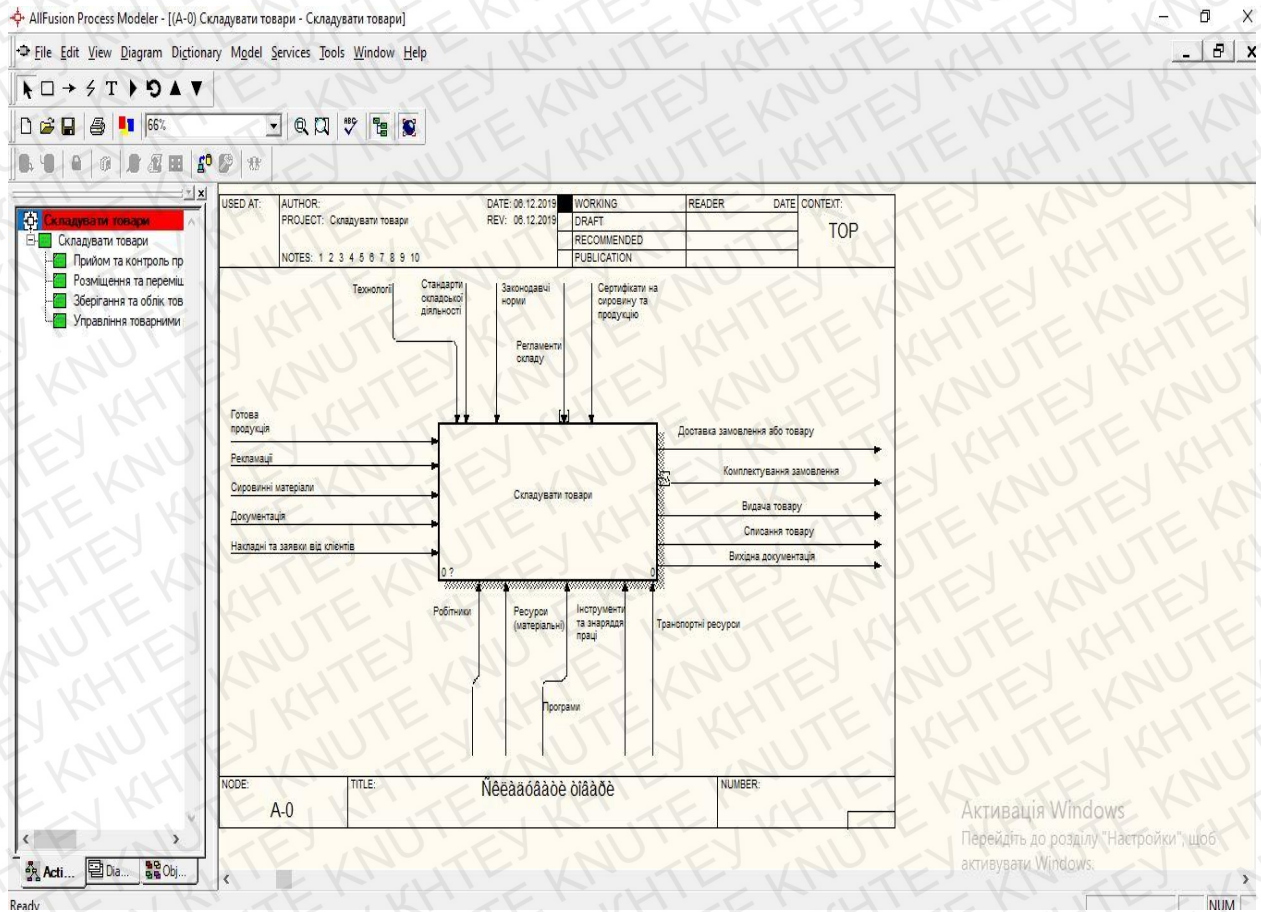 AllFusion Process Modeler - [(A-0) Складувати товари - Складувати товари]
File Edit View Diagram Dictionary Model Services Tools Window Help
66%
Складувати товари
Складувати товари
Прийом та контроль пр
Розміщення та переміщ
Зберігання та облік тов
Управління товарними
Acti... Dia... Obj...
USED AT: AUTHOR: DATE: 06.12.2019 WORKING READER DATE CONTEXT:
PROJECT: Складувати товари REV: 06.12.2019 DRAFT
TOP
RECOMMENDED
NOTES: 1 2 3 4 5 6 7 8 9 10 PUBLICATION
Технології
Стандарти
складської
діяльності
Законодавчі
норми
Сертифікати на
сировину та
продукцію
Регламенти
складу
Готова
продукція
Рекламації
Сировинні матеріали
Документація
Накладні та заявки від клієнтів
Складувати товари
0 ? 0
Доставка замовлення або товару
Комплектування замовлення
Видача товару
Списання товару
Вихідна документація
Робітники
Ресурси
(матеріальні)
Інструменти
та знаряддя
праці
Транспортні ресурси
Програми
NODE: TITLE: NUMBER:
A-0 Ñêëàäóâàòè òîâàðè
Активація Windows
Перейдіть до розділу "Настройки", щоб
активувати Windows.
Ready NUM
KNUTE КНТЕУ KNUTE КНТЕУ